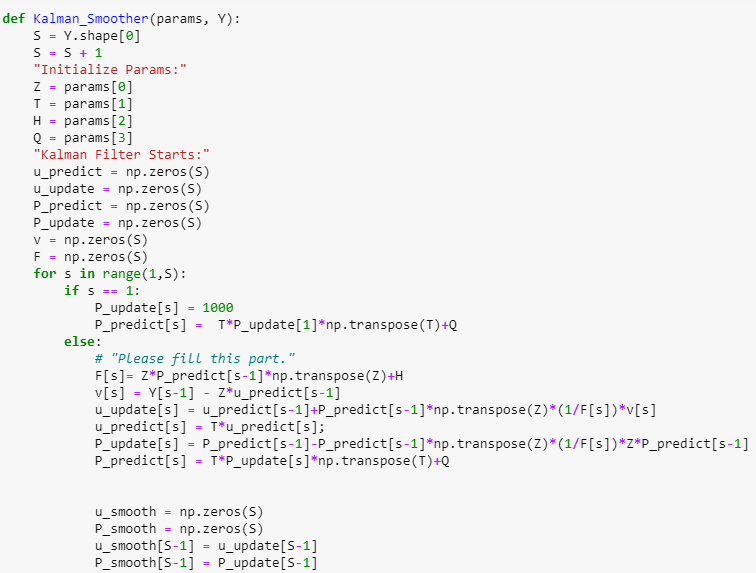 def Kalman_Smoother(params, Y):
    S = Y.shape[0]
    S = S + 1
    "Initialize Params:"
    Z = params[0]
    T = params[1]
    H = params[2]
    Q = params[3]
    "Kalman Filter Starts:"
    u_predict = np.zeros(S)
    u_update = np.zeros(S)
    P_predict = np.zeros(S)
    P_update = np.zeros(S)
    v = np.zeros(S)
    F = np.zeros(S)
    for s in range(1,S):
        if s == 1:
            P_update[s] = 1000
            P_predict[s] =  T*P_update[1]*np.transpose(T)+Q
        else:
            # "Please fill this part."
            F[s]= Z*P_predict[s-1]*np.transpose(Z)+H
            v[s] = Y[s-1] - Z*u_predict[s-1]
            u_update[s] = u_predict[s-1]+P_predict[s-1]*np.transpose(Z)*(1/F[s])*v[s]
            u_predict[s] = T*u_predict[s];
            P_update[s] = P_predict[s-1]-P_predict[s-1]*np.transpose(Z)*(1/F[s])*Z*P_predict[s-1]
            P_predict[s] = T*P_update[s]*np.transpose(T)+Q
            u_smooth = np.zeros(S)
            P_smooth = np.zeros(S)
            u_smooth[S-1] = u_update[S-1]
            P_smooth[S-1] = P_update[S-1]